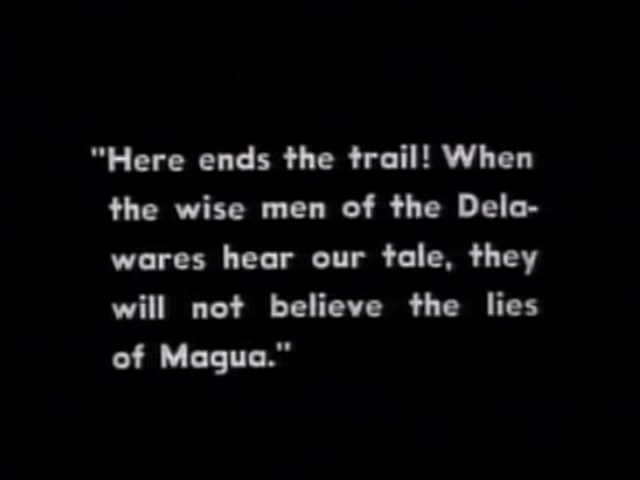 "Here ends the trail! When
the wise men of the Dela-
wares hear our tale, they
will not believe the lies
of Magua."